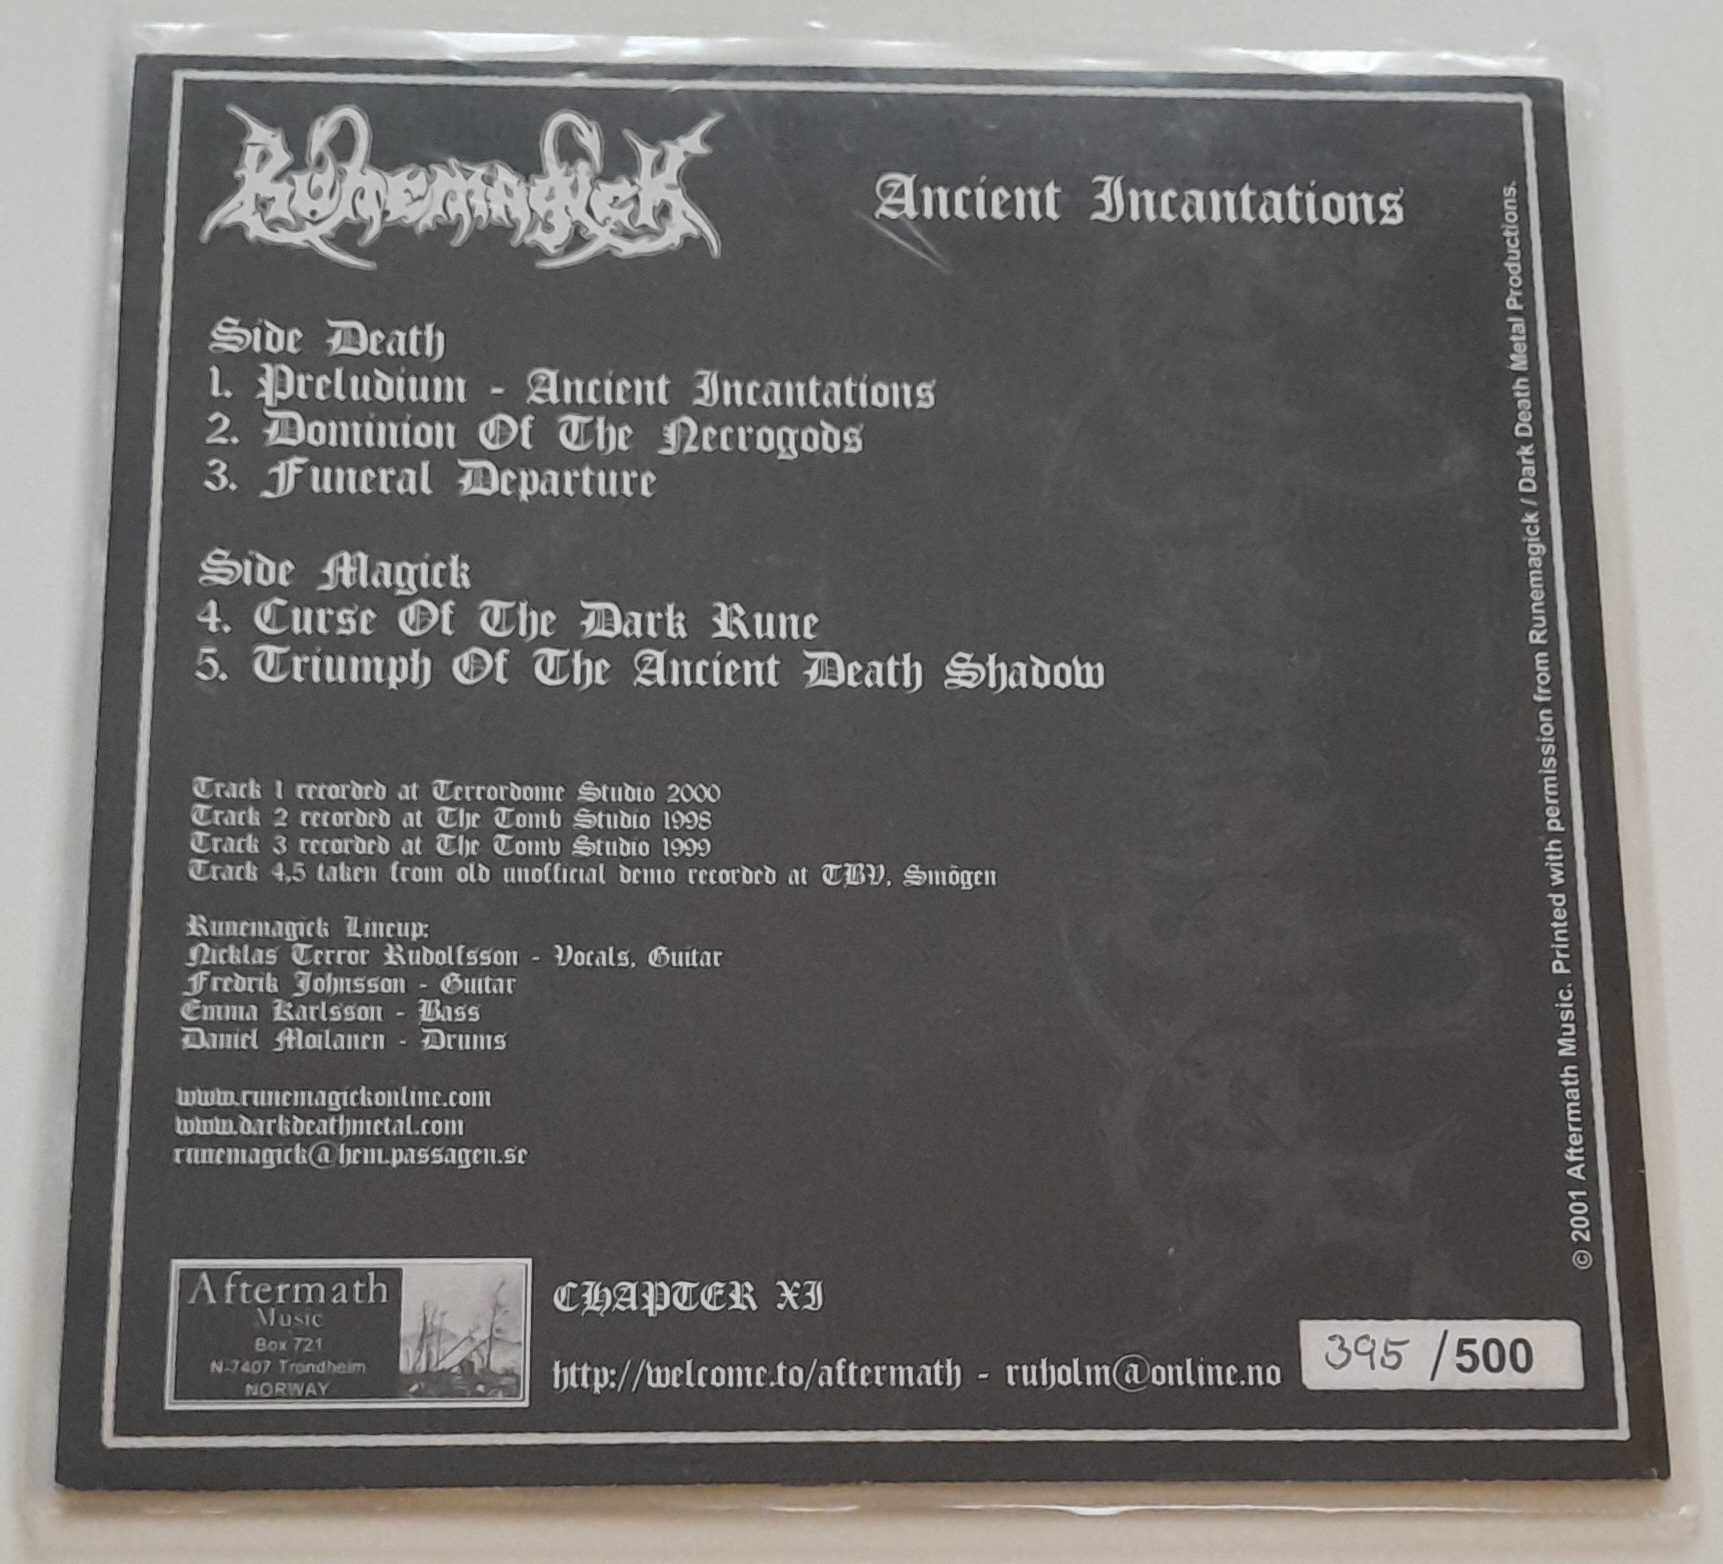 Runemagick
Ancient Incantations
Side Death
1. Preludium - Ancient Incantations
2. Dominion Of The Necrogods
3. Funeral Departure
Side Magick
4. Curse Of The Dark Rune
5. Triumph Of The Ancient Death Shadow
Track 1 recorded at Terrordome Studio 2000
Track 2 recorded at The Tomb Studio 1998
Track 3 recorded at The Tomb Studio 1999
Track 4,5 taken from old unofficial demo recorded at TBV, Smögen
Runemagick Lineup:
Nicklas Terror Rudolfsson - Vocals, Guitar
Fredrik Johnsson - Guitar
Emma Karlsson - Bass
Daniel Moilanen - Drums
www.runemagickonline.com
www.darkdeathmetal.com
runemagick@hem.passagen.se
Aftermath
Music
Box 721
N-7407 Trondheim
NORWAY
CHAPTER XI
http://welcome.to/aftermath - ruholm@online.no
395 /500
© 2001 Aftermath Music. Printed with permission from Runemagick / Dark Death Metal Productions.